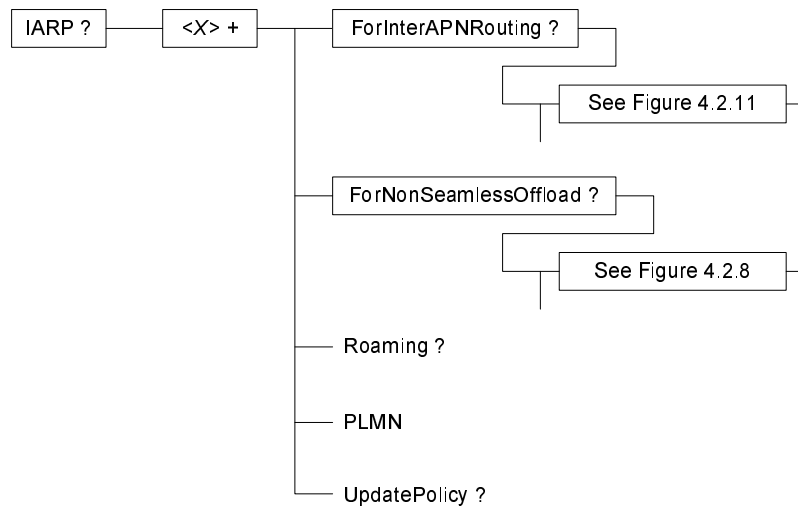 IARP ?
<X> +
ForInterAPNRouting ?
See Figure 4.2.11
ForNonSeamlessOffload ?
See Figure 4.2.8
Roaming ?
PLMN
UpdatePolicy ?